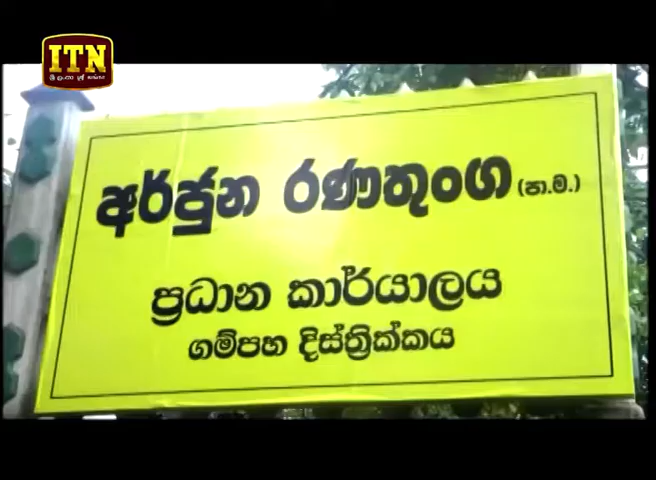 ITN
අර්ජුන රණතුංග (පා.ම.)
ප්‍රධාන කාර්යාලය
ගම්පහ දිස්ත්‍රික්කය